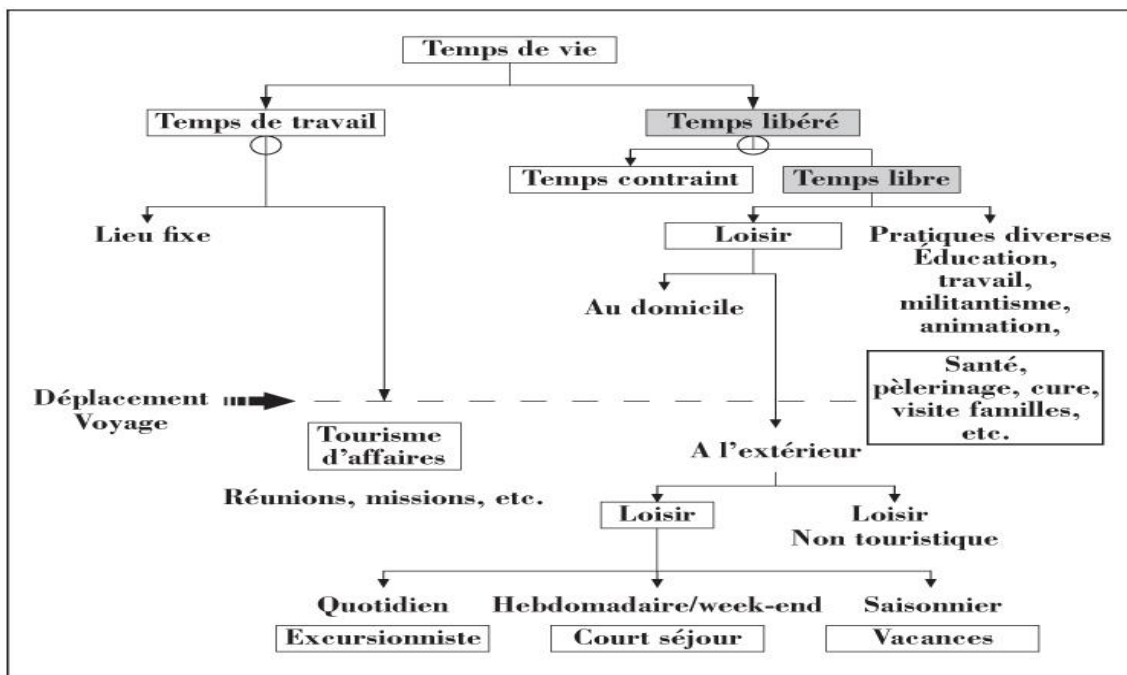 Temps de vie
Temps de travail
Temps libéré
Temps contraint
Temps libre
Lieu fixe
Loisir
Pratiques diverses
Éducation,
travail,
militantisme,
animation,
Au domicile
Santé,
pèlerinage, cure,
visite familles,
etc.
Déplacement
Voyage
Tourisme
d'affaires
A l'extérieur
Réunions, missions, etc.
Loisir
Loisir
Non touristique
Quotidien
Hebdomadaire/week-end
Saisonnier
Excursionniste
Court séjour
Vacances